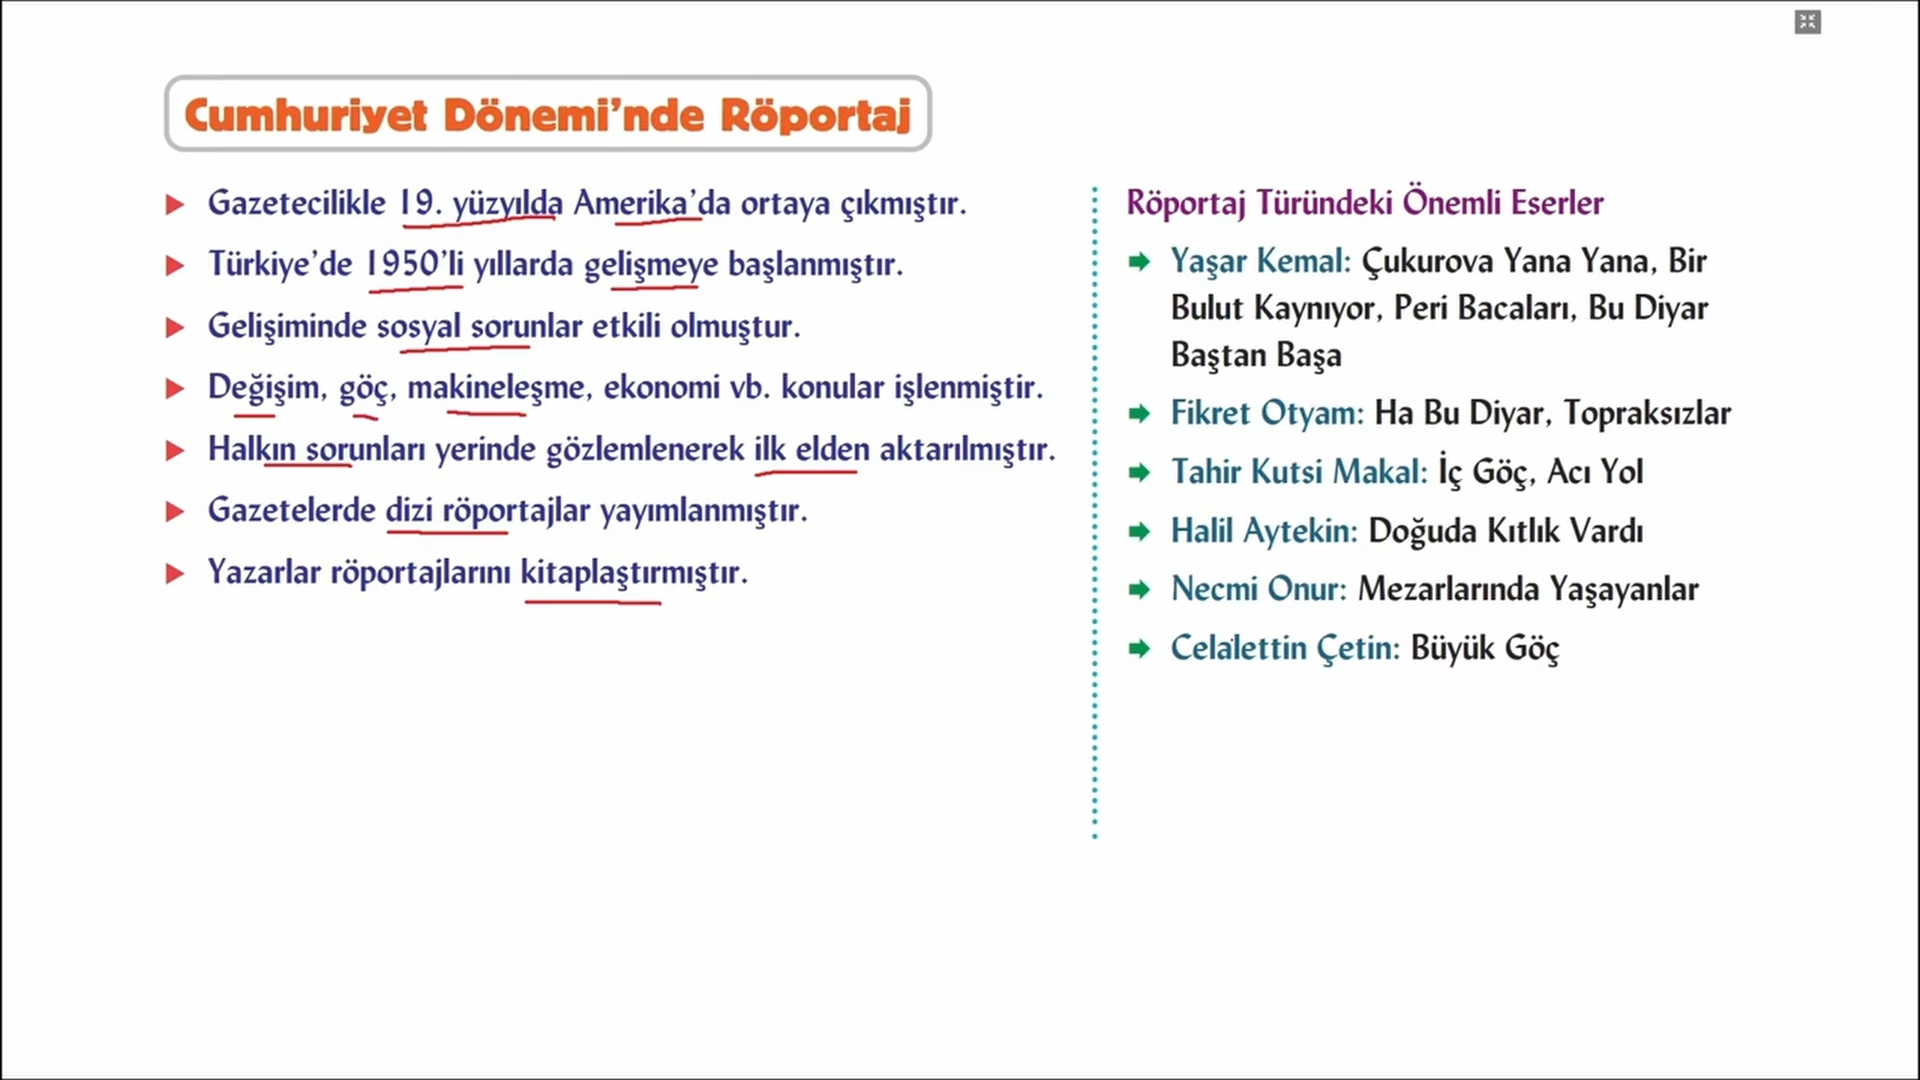 Cumhuriyet Dönemi’nde Röportaj
Gazetecilikle 19. yüzyılda Amerika’da ortaya çıkmıştır.
Türkiye’de 1950’li yıllarda gelişmeye başlanmıştır.
Gelişiminde sosyal sorunlar etkili olmuştur.
Değişim, göç, makineleşme, ekonomi vb. konular işlenmiştir.
Halkın sorunları yerinde gözlemlenerek ilk elden aktarılmıştır.
Gazetelerde dizi röportajlar yayımlanmıştır.
Yazarlar röportajlarını kitaplaştırmıştır.
Röportaj Türündeki Önemli Eserler
Yaşar Kemal: Çukurova Yana Yana, Bir
Bulut Kaynıyor, Peri Bacaları, Bu Diyar
Baştan Başa
Fikret Otyam: Ha Bu Diyar, Topraksızlar
Tahir Kutsi Makal: İç Göç, Acı Yol
Halil Aytekin: Doğuda Kıtlık Vardı
Necmi Onur: Mezarlarında Yaşayanlar
Celalettin Çetin: Büyük Göç